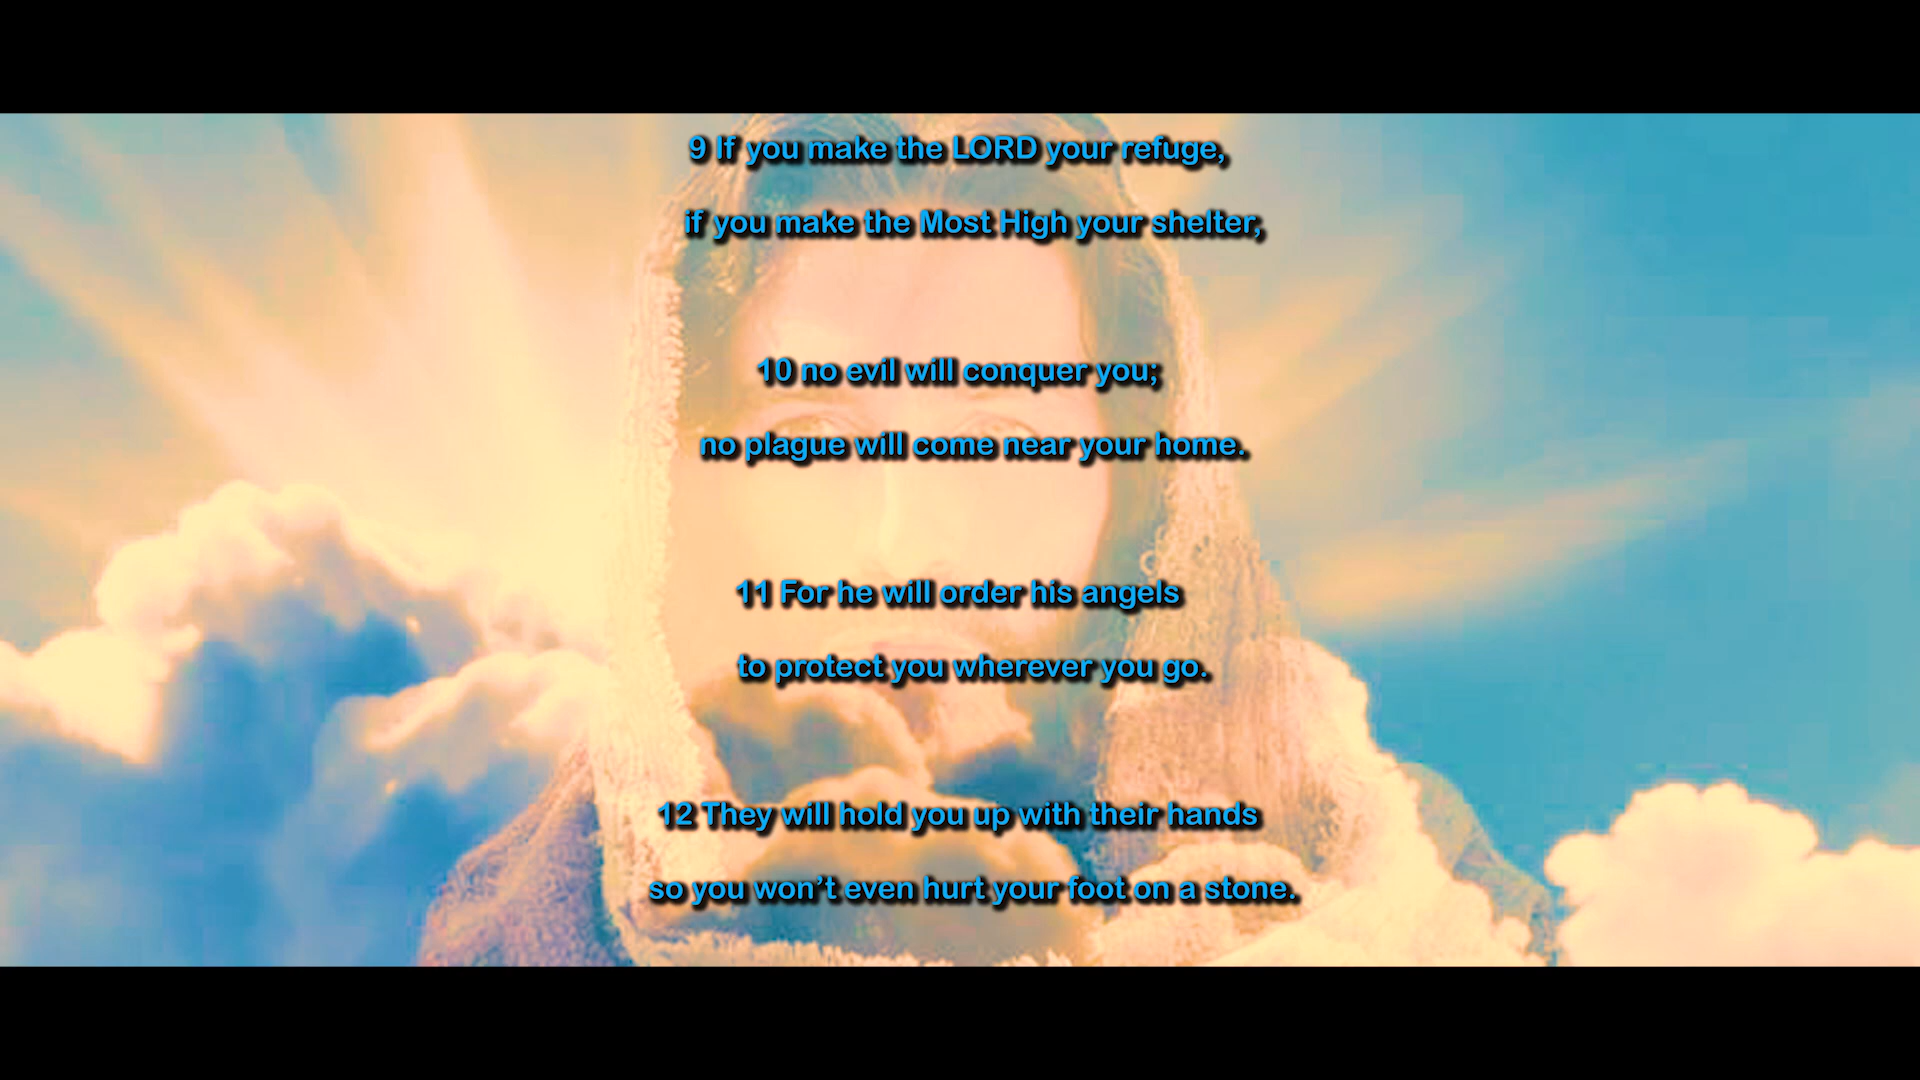 9 If you make the LORD your refuge,
if you make the Most High your shelter,
10 no evil will conquer you;
no plague will come near your home.
11 For he will order his angels
to protect you wherever you go.
12 They will hold you up with their hands
so you won’t even hurt your foot on a stone.